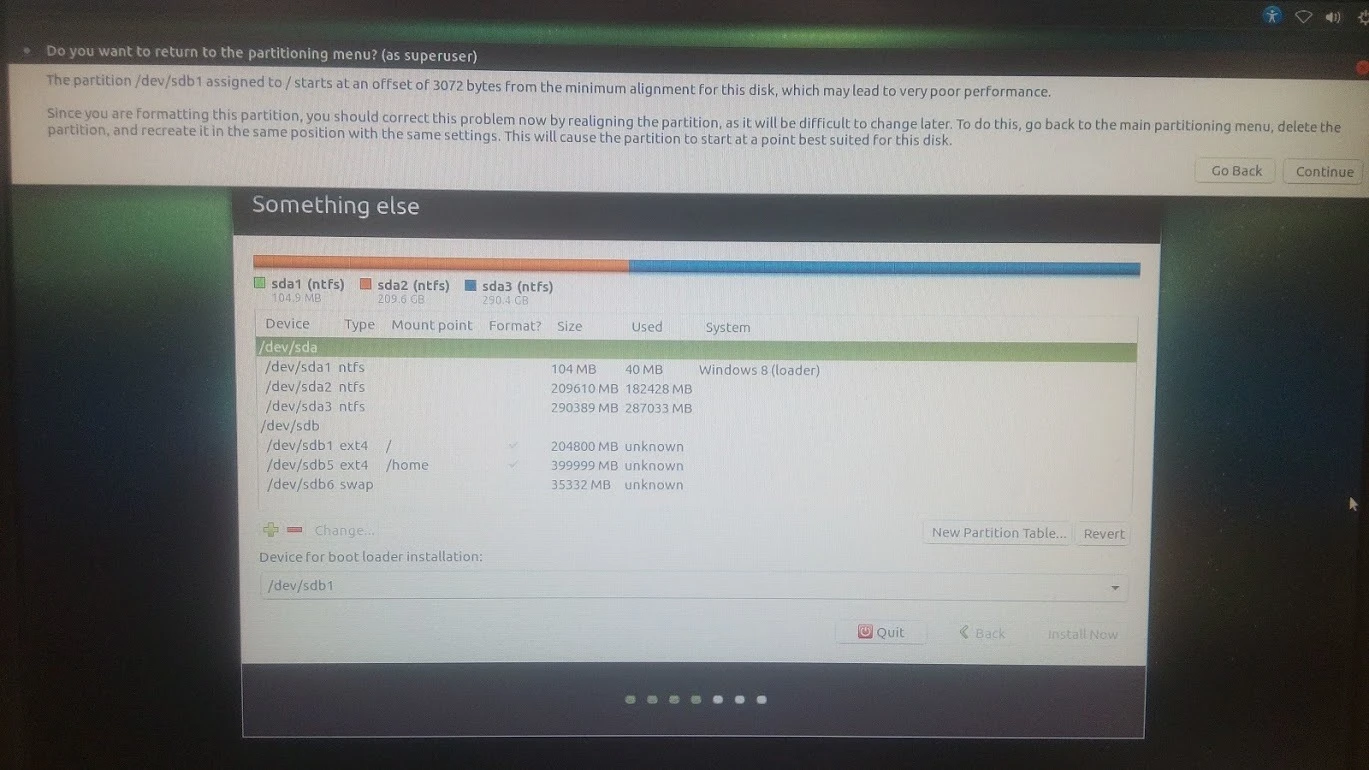 Do you want to return to the partitioning menu? (as superuser)
The partition /dev/sdb1 assigned to / starts at an offset of 3072 bytes from the minimum alignment for this disk, which may lead to very poor performance.
Since you are formatting this partition, you should correct this problem now by realigning the partition, as it will be difficult to change later. To do this, go back to the main partitioning menu, delete the
partition, and recreate it in the same position with the same settings. This will cause the partition to start at a point best suited for this disk.
Go Back Continue
Something else
sda1 (ntfs) sda2 (ntfs) sda3 (ntfs)
104.9 MB 209.6 GB 290.4 GB
Device Type Mount point Format? Size Used System
/dev/sda
/dev/sda1 ntfs 104 MB 40 MB Windows 8 (loader)
/dev/sda2 ntfs 209610 MB 182428 MB
/dev/sda3 ntfs 290389 MB 287033 MB
/dev/sdb
/dev/sdb1 ext4 / 204800 MB unknown
/dev/sdb5 ext4 /home 399999 MB unknown
/dev/sdb6 swap 35332 MB unknown
Change... New Partition Table... Revert
Device for boot loader installation:
/dev/sdb1
Quit Back Install Now